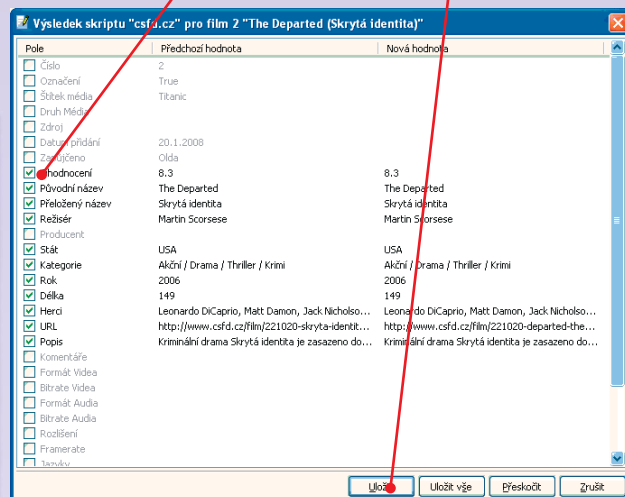 Výsledek skriptu "csfd.cz" pro film 2 "The Departed (Skrytá identita)"
Pole Předchozí hodnota Nová hodnota
Číslo 2
Označení True
Štítek média Titanic
Druh Média
Zdroj
Datum přidání 20.1.2008
Zapůjčeno Olda
Ohodnocení 8.3 8.3
Původní název The Departed The Departed
Přeložený název Skrytá identita Skrytá identita
Režisér Martin Scorsese Martin Scorsese
Producent
Stát USA USA
Kategorie Akční / Drama / Thriller / Krimi Akční / Drama / Thriller / Krimi
Rok 2006 2006
Délka 149 149
Herci Leonardo DiCaprio, Matt Damon, Jack Nicholso... Leonardo DiCaprio, Matt Damon, Jack Nicholso...
URL http://www.csfd.cz/film/221020-skryta-identit... http://www.csfd.cz/film/221020-departed-the...
Popis Kriminální drama Skrytá identita je zasazeno do... Kriminální drama Skrytá identita je zasazeno do...
Komentáře
Formát Videa
Bitrate Videa
Formát Audia
Bitrate Audia
Rozlišení
Framerate
Jazyky
Uložit Uložit vše Přeskočit Zrušit